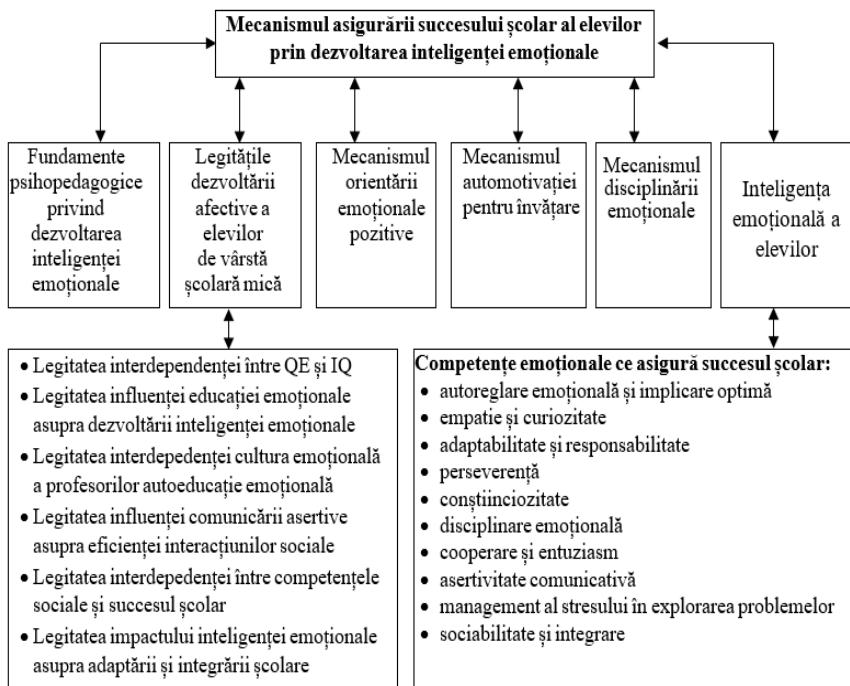 Mecanismul asigurării succesului școlar al elevilor
prin dezvoltarea inteligenței emoționale
Fundamente
psihopedagogice
privind
dezvoltarea
inteligenței
emoționale
Legitățile
dezvoltării
afective a
elevilor
de vârstă
școlară mică
Mecanismul
orientării
emoționale
pozitive
Mecanismul
automotivației
pentru învățare
Mecanismul
disciplinării
emoționale
Inteligența
emoțională a
elevilor
• Legitatea interdependenței între QE și IQ
• Legitatea influenței educației emoționale
asupra dezvoltării inteligenței emoționale
• Legitatea interdepedenței cultura emoțională
a profesorilor autoeducație emoțională
• Legitatea influenței comunicării asertive
asupra eficienței interacțiunilor sociale
• Legitatea interdepedenței între competențele
sociale și succesul școlar
• Legitatea impactului inteligenței emoționale
asupra adaptării și integrării școlare
Competențe emoționale ce asigură succesul școlar:
• autoreglare emoțională și implicare optimă
• empatie și curiozitate
• adaptabilitate și responsabilitate
• perseverență
• conștiinciozitate
• disciplinare emoțională
• cooperare și entuziasm
• asertivitate comunicativă
• management al stresului în explorarea problemelor
• sociabilitate și integrare